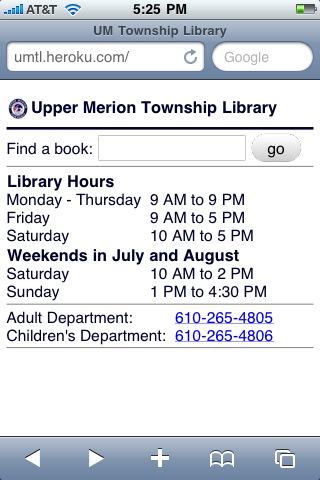 AT&T 5:25 PM
UM Township Library
umtl.heroku.com/ Google
Upper Merion Township Library
Find a book: go
Library Hours
Monday - Thursday 9 AM to 9 PM
Friday 9 AM to 5 PM
Saturday 10 AM to 5 PM
Weekends in July and August
Saturday 10 AM to 2 PM
Sunday 1 PM to 4:30 PM
Adult Department: 610-265-4805
Children's Department: 610-265-4806